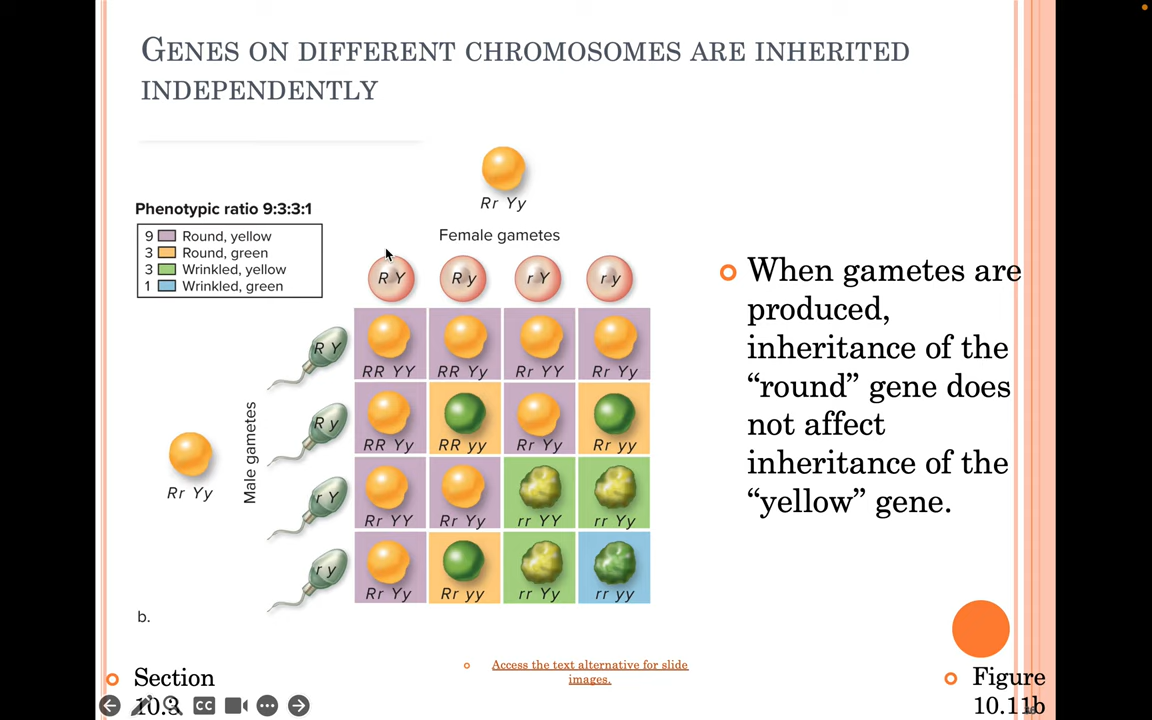 GENES ON DIFFERENT CHROMOSOMES ARE INHERITED
INDEPENDENTLY
Rr Yy
Phenotypic ratio 9:3:3:1
9 Round, yellow
3 Round, green
3 Wrinkled, yellow
1 Wrinkled, green
Female gametes
R Y R y r Y r y
R Y
RR YY RR Yy Rr YY Rr Yy
R y
RR Yy RR yy Rr Yy Rr yy
r Y
Rr YY Rr Yy rr YY rr Yy
r y
Rr Yy Rr yy rr Yy rr yy
Male gametes
Rr Yy
b.
When gametes are
produced,
inheritance of the
“round” gene does
not affect
inheritance of the
“yellow” gene.
Access the text alternative for slide
images.
Section
10.3
CC
Figure
10.11b